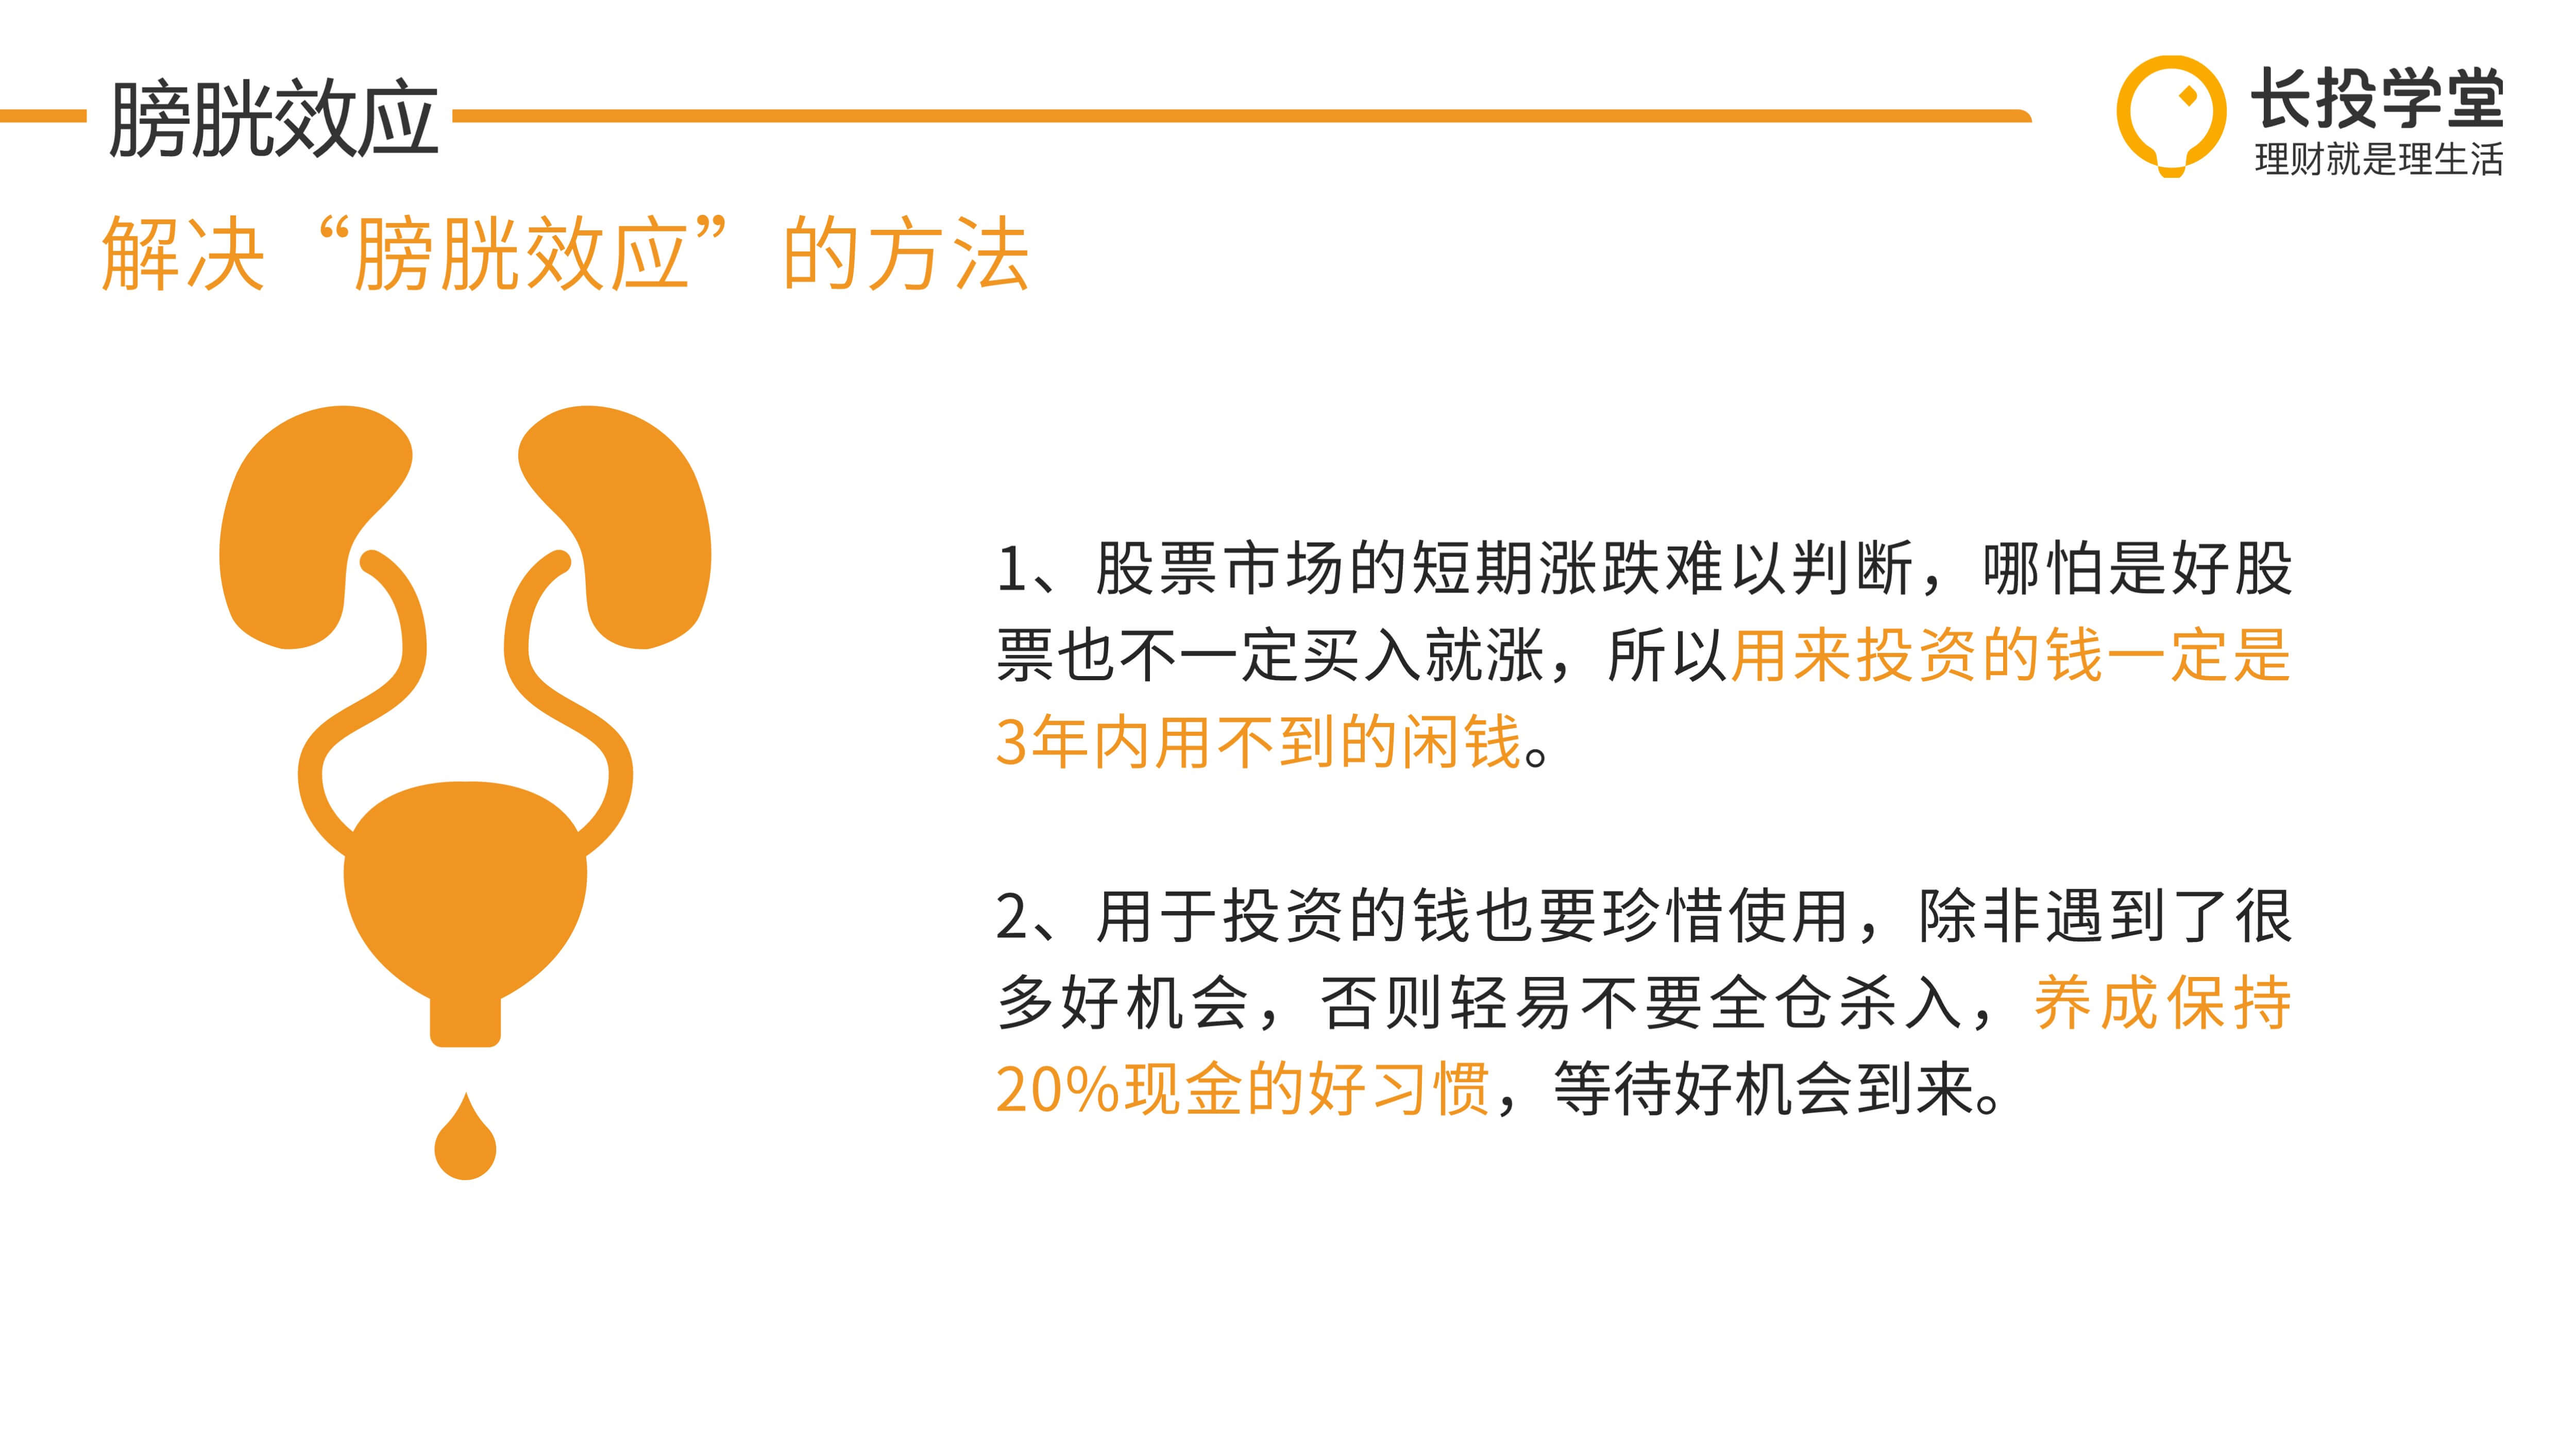 膀胱效应
长投学堂
理财就是理生活
解决“膀胱效应”的方法
1、股票市场的短期涨跌难以判断，哪怕是好股
票也不一定买入就涨，所以用来投资的钱一定是
3年内用不到的闲钱。
2、用于投资的钱也要珍惜使用，除非遇到了很
多好机会，否则轻易不要全仓杀入，养成保持
20%现金的好习惯，等待好机会到来。